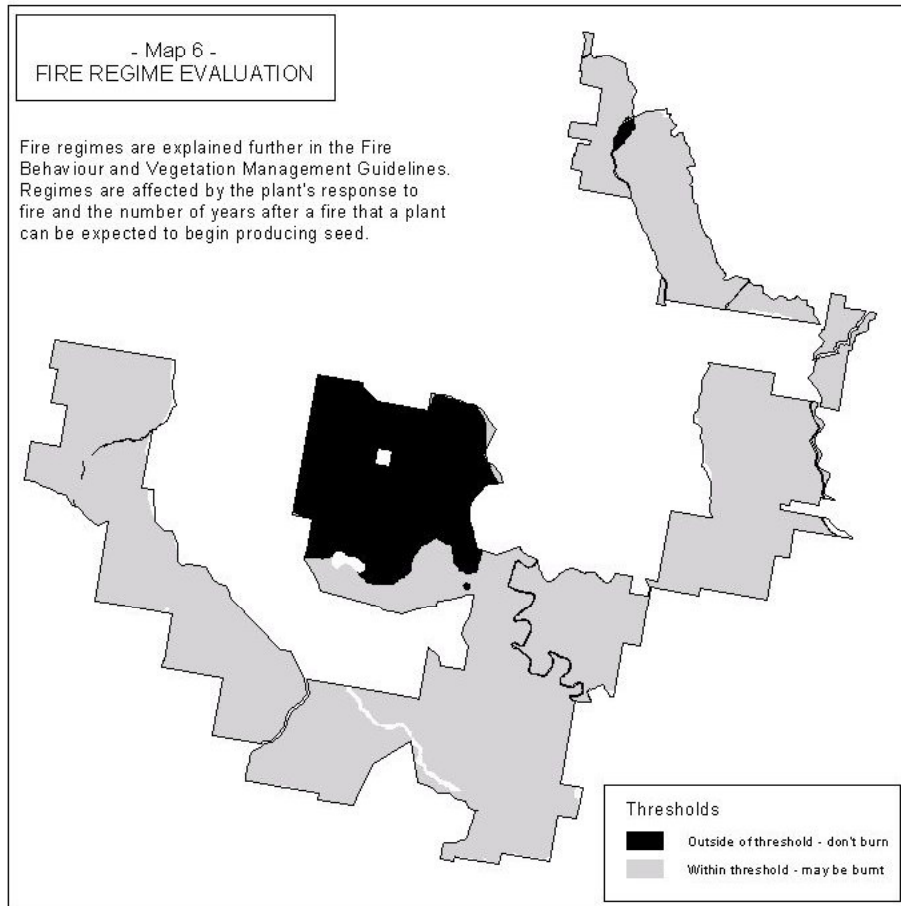 - Map 6 -
FIRE REGIME EVALUATION
Fire regimes are explained further in the Fire
Behaviour and Vegetation Management Guidelines.
Regimes are affected by the plant's response to
fire and the number of years after a fire that a plant
can be expected to begin producing seed.
Thresholds
Outside of threshold - don't burn
Within threshold - may be burnt